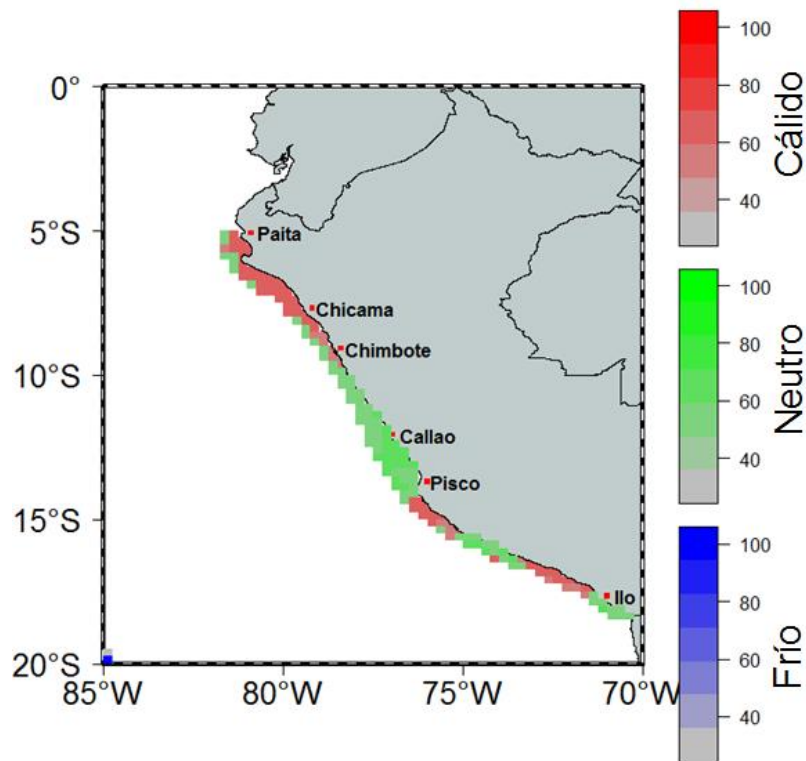 0°
5°S
10°S
15°S
20°S
85°W
80°W
75°W
70°W
Paita
Chicama
Chimbote
Callao
Pisco
Ilo
100
80
60
40
Cálido
100
80
60
40
Neutro
100
80
60
40
Frío